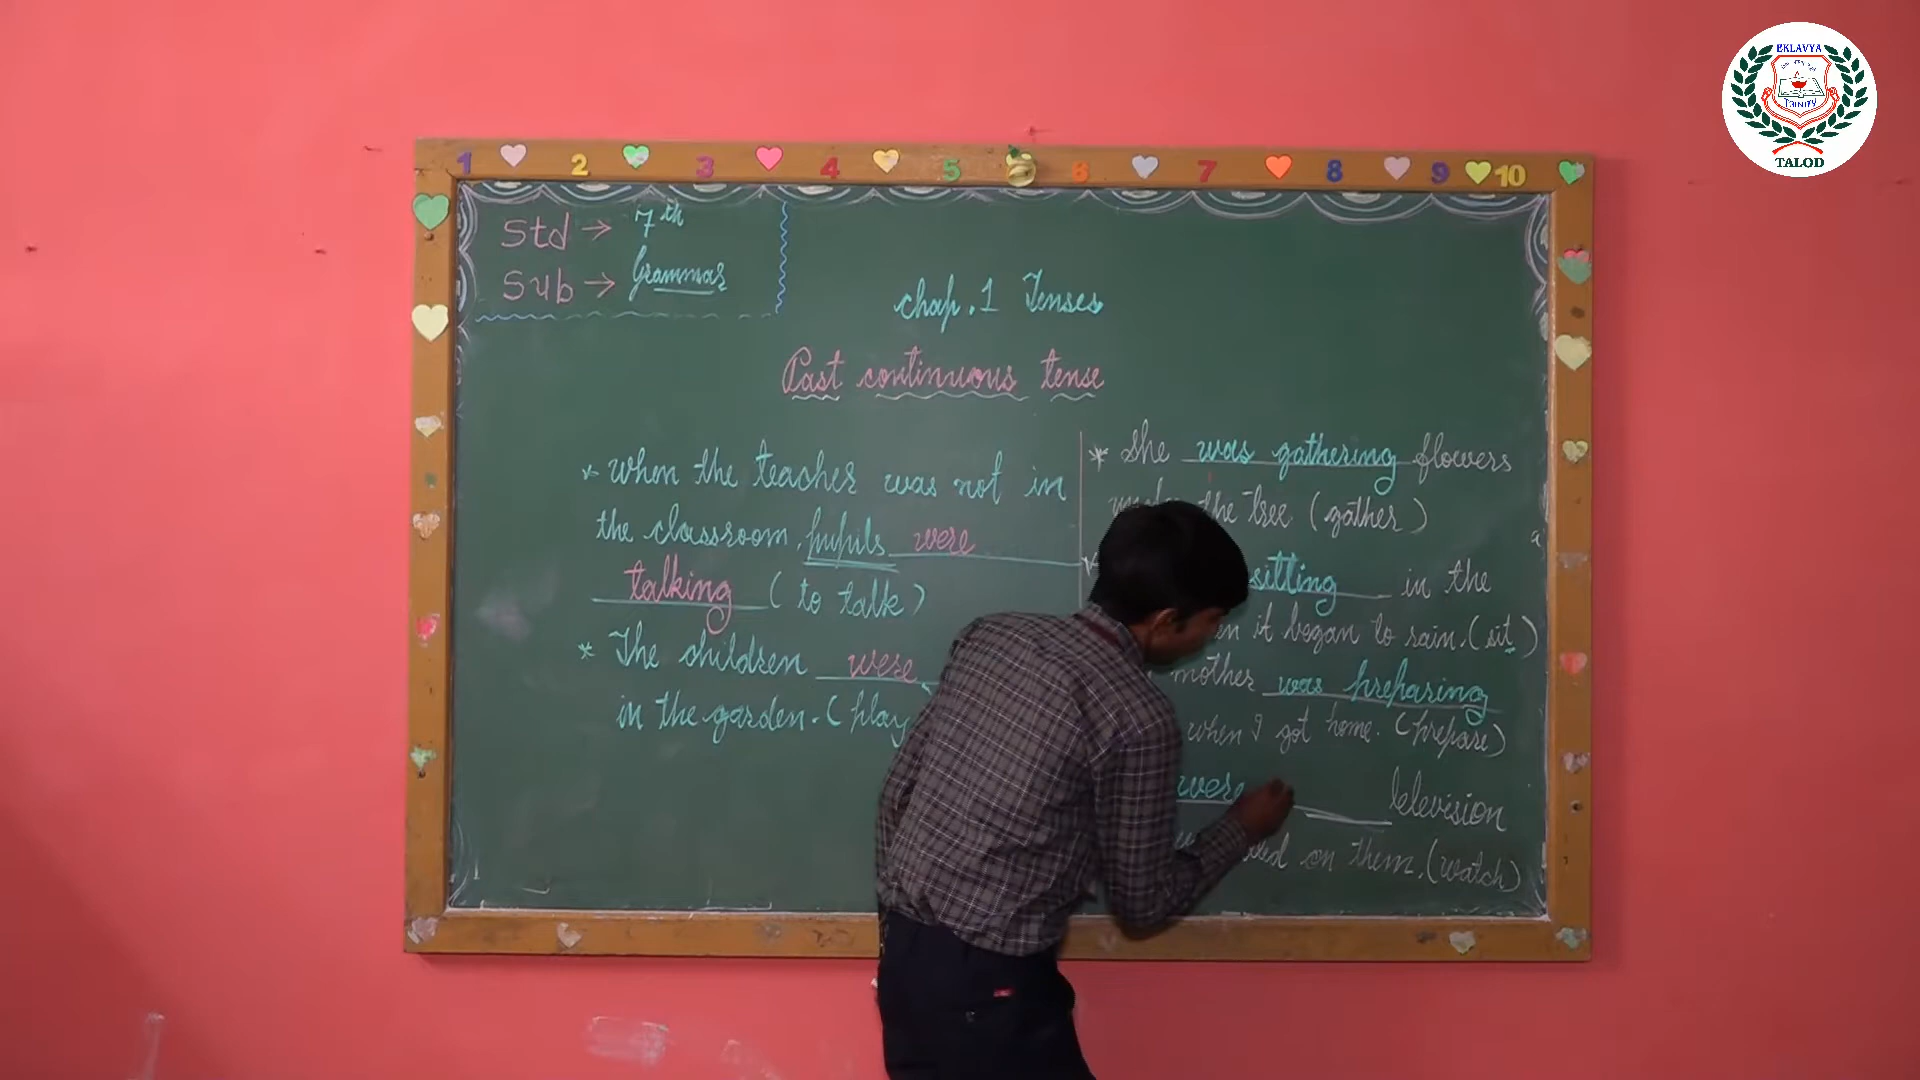 EKLAVYA
TRINITY
TALOD
1 2 3 4 5 6 7 8 9 10
Std → 7th
Sub → Grammar
chap. 1 Tenses
Past continuous tense
* When the teacher was not in
the classroom, pupils were
talking (to talk)
* The children were
in the garden. (play
* She was gathering flowers
the tree (gather)
sitting in the
it began to rain. (sit)
mother was preparing
when I got home. (prepare)
were television
on them. (watch)